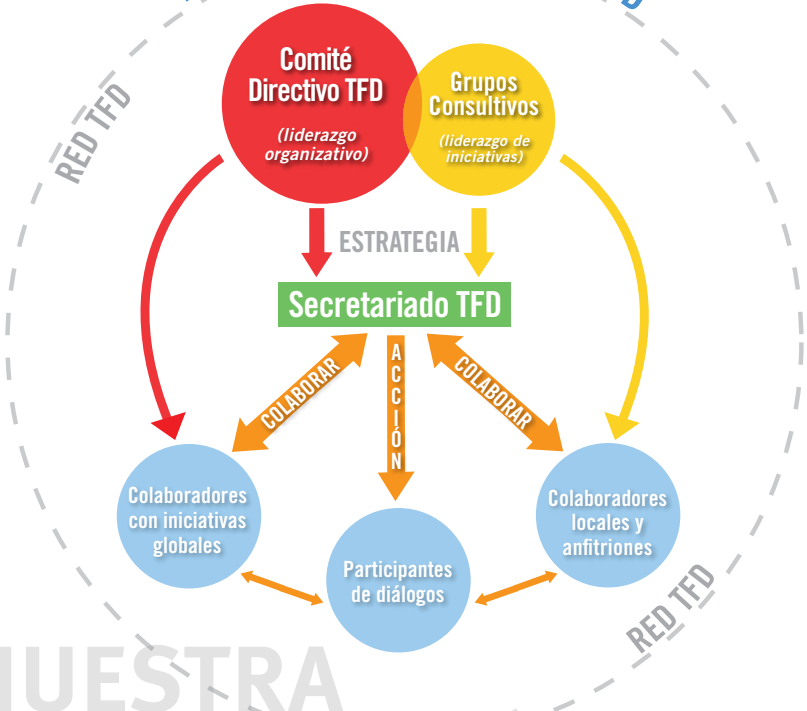 RED TFD
Comité
Directivo TFD
(liderazgo
organizativo)
Grupos
Consultivos
(liderazgo de
iniciativas)
ESTRATEGIA
Secretariado TFD
COLABORAR
ACCIÓN
COLABORAR
Colaboradores
con iniciativas
globales
Participantes
de diálogos
Colaboradores
locales y
anfitriones
RED TFD
NUESTRA